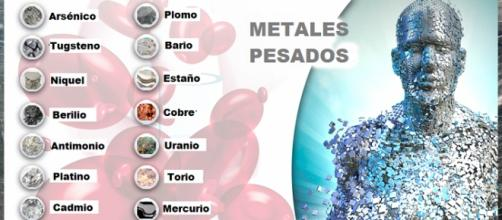 Arsénico
Tugsteno
Niquel
Berilio
Antimonio
Platino
Cadmio
Plomo
Bario
Estaño
Cobre
Uranio
Torio
Mercurio
METALES
PESADOS